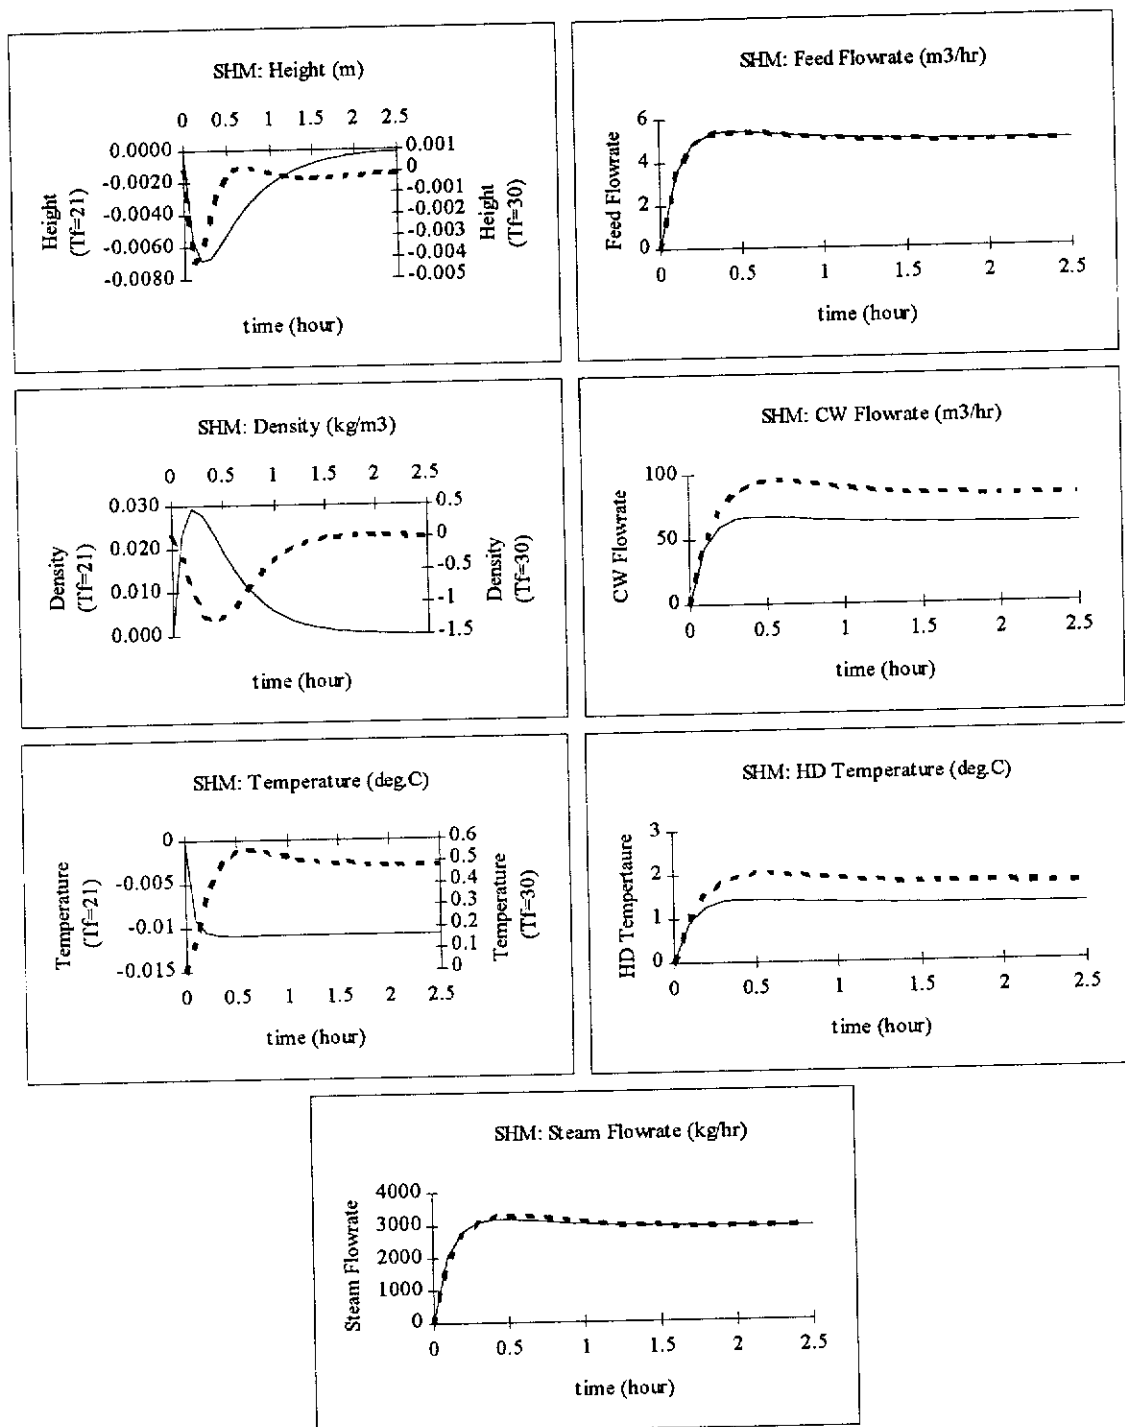 SHM: Height (m)
0 0.5 1 1.5 2 2.5
0.0000
-0.0020
-0.0040
-0.0060
-0.0080
Height
(Tf=21)
0.001
0
-0.001
-0.002
-0.003
-0.004
-0.005
Height
(Tf=30)
time (hour)
SHM: Feed Flowrate (m3/hr)
6
4
2
0
Feed Flowrate
0 0.5 1 1.5 2 2.5
time (hour)
SHM: Density (kg/m3)
0 0.5 1 1.5 2 2.5
0.030
0.020
0.010
0.000
Density
(Tf=21)
0.5
0
-0.5
-1
-1.5
Density
(Tf=30)
time (hour)
SHM: CW Flowrate (m3/hr)
100
50
0
CW Flowrate
0 0.5 1 1.5 2 2.5
time (hour)
SHM: Temperature (deg.C)
0
-0.005
-0.01
-0.015
Temperature
(Tf=21)
0.6
0.5
0.4
0.3
0.2
0.1
0
Temperature
(Tf=30)
0 0.5 1 1.5 2 2.5
time (hour)
SHM: HD Temperature (deg.C)
3
2
1
0
HD Tempertaure
0 0.5 1 1.5 2 2.5
time (hour)
SHM: Steam Flowrate (kg/hr)
4000
3000
2000
1000
0
Steam Flowrate
0 0.5 1 1.5 2 2.5
time (hour)